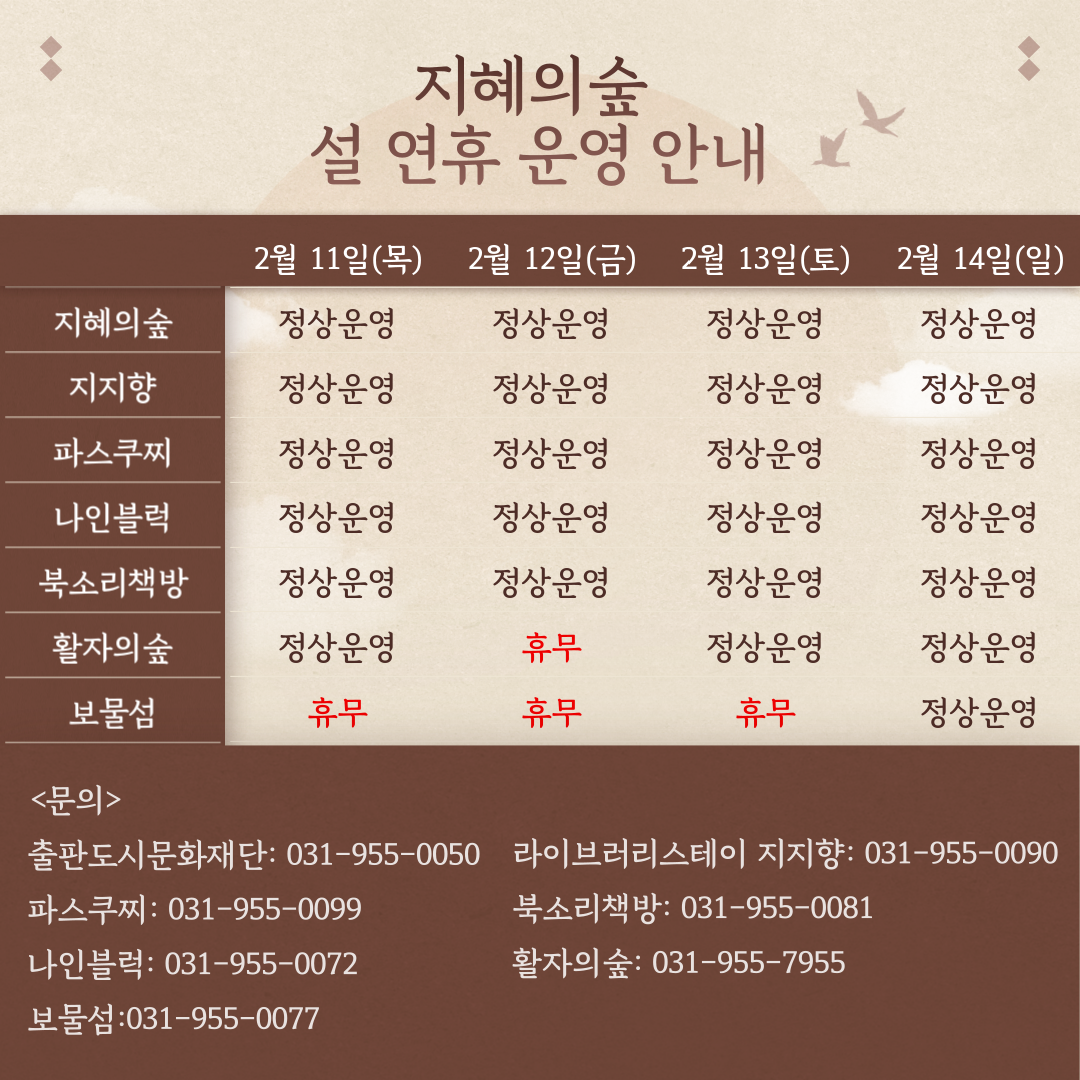 지혜의숲
설 연휴 운영 안내
2월 11일(목) 2월 12일(금) 2월 13일(토) 2월 14일(일)
지혜의숲 정상운영 정상운영 정상운영 정상운영
지지향 정상운영 정상운영 정상운영 정상운영
파스쿠찌 정상운영 정상운영 정상운영 정상운영
나인블럭 정상운영 정상운영 정상운영 정상운영
북소리책방 정상운영 정상운영 정상운영 정상운영
활자의숲 정상운영 휴무 정상운영 정상운영
보물섬 휴무 휴무 휴무 정상운영
<문의>
출판도시문화재단: 031-955-0050 라이브러리스테이 지지향: 031-955-0090
파스쿠찌: 031-955-0099 북소리책방: 031-955-0081
나인블럭: 031-955-0072 활자의숲: 031-955-7955
보물섬:031-955-0077